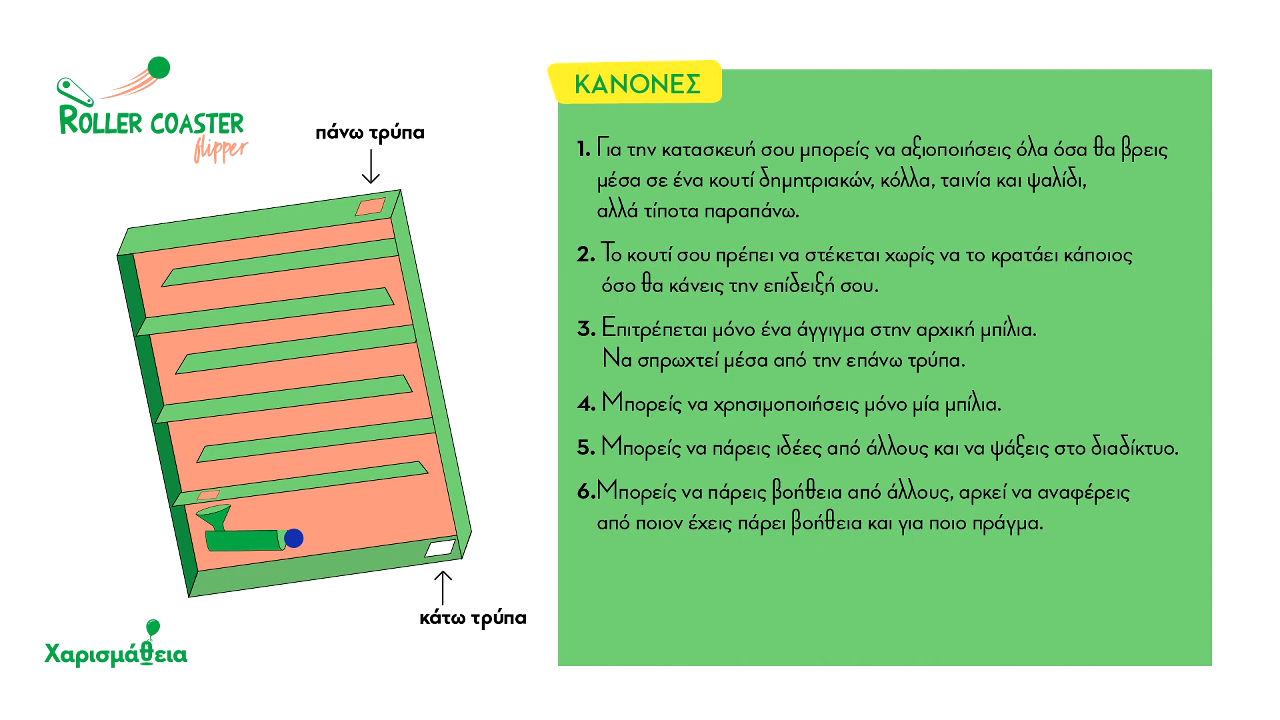 ROLLER COASTER
flipper
πάνω τρύπα
κάτω τρύπα
Χαρισμάθεια
ΚΑΝΟΝΕΣ
1. Για την κατασκευή σου μπορείς να αξιοποιήσεις όλα όσα θα βρεις
μέσα σε ένα κουτί δημητριακών, κόλλα, ταινία και ψαλίδι,
αλλά τίποτα παραπάνω.
2. Το κουτί σου πρέπει να στέκεται χωρίς να το κρατάει κάποιος
όσο θα κάνεις την επίδειξή σου.
3. Επιτρέπεται μόνο ένα άγγιγμα στην αρχική μπίλια.
Να σπρωχτεί μέσα από την επάνω τρύπα.
4. Μπορείς να χρησιμοποιήσεις μόνο μία μπίλια.
5. Μπορείς να πάρεις ιδέες από άλλους και να ψάξεις στο διαδίκτυο.
6.Μπορείς να πάρεις βοήθεια από άλλους, αρκεί να αναφέρεις
από ποιον έχεις πάρει βοήθεια και για ποιο πράγμα.